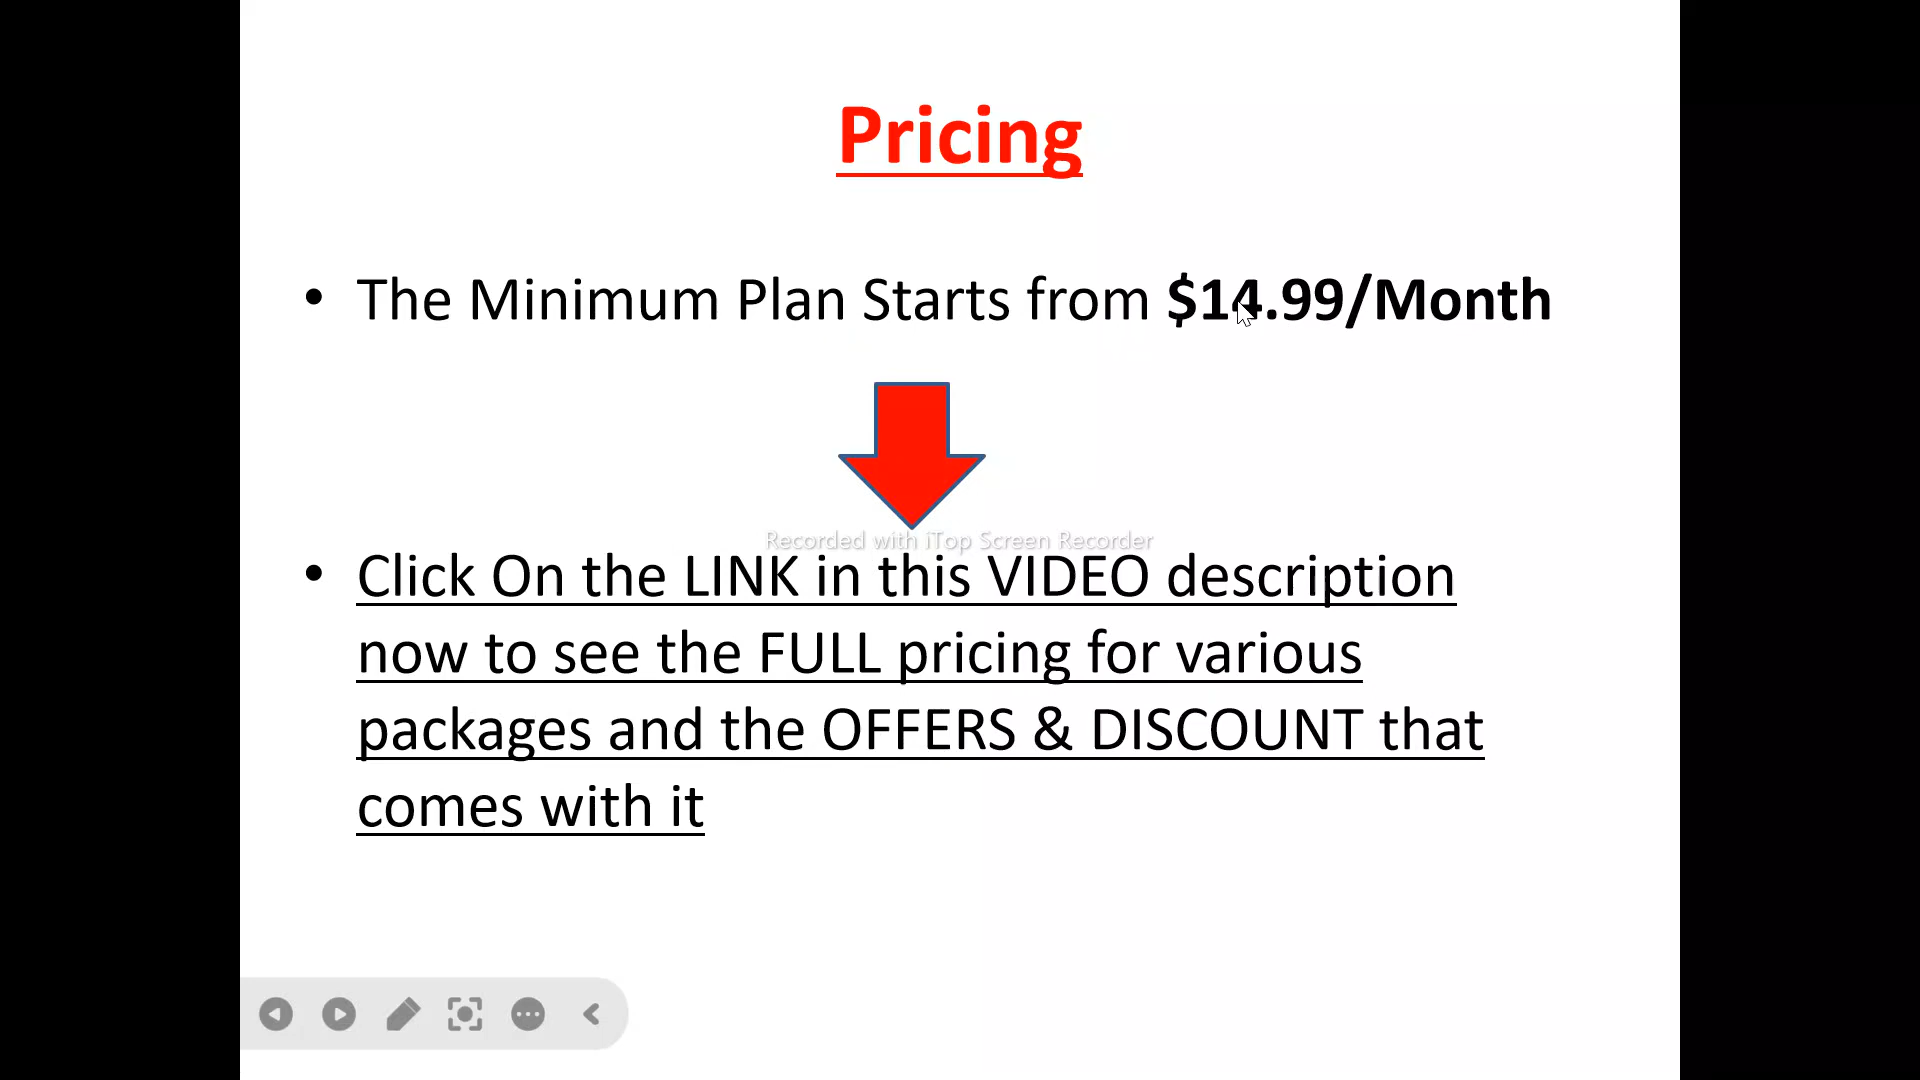 Pricing
• The Minimum Plan Starts from $14.99/Month
Recorded with iTop Screen Recorder
• Click On the LINK in this VIDEO description
now to see the FULL pricing for various
packages and the OFFERS & DISCOUNT that
comes with it